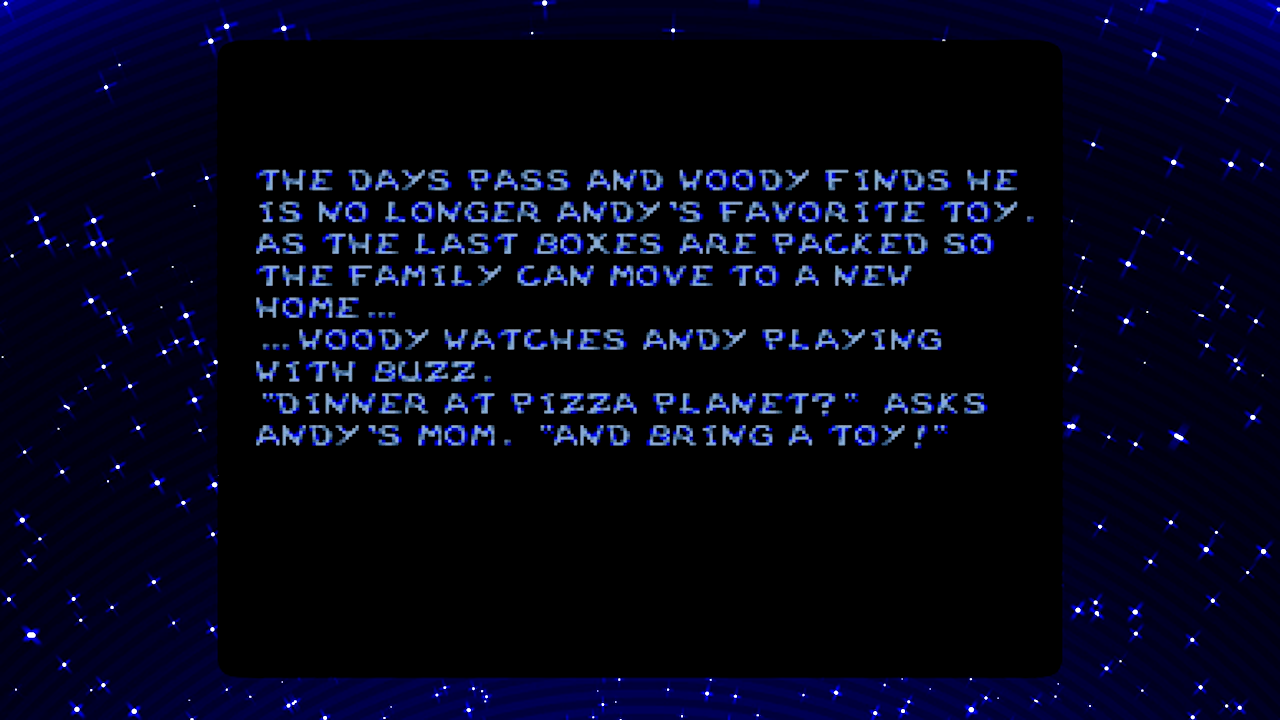 THE DAYS PASS AND WOODY FINDS HE
IS NO LONGER ANDY'S FAVORITE TOY.
AS THE LAST BOXES ARE PACKED SO
THE FAMILY CAN MOVE TO A NEW
HOME...
...WOODY WATCHES ANDY PLAYING
WITH BUZZ.
"DINNER AT PIZZA PLANET?" ASKS
ANDY'S MOM. "AND BRING A TOY!"